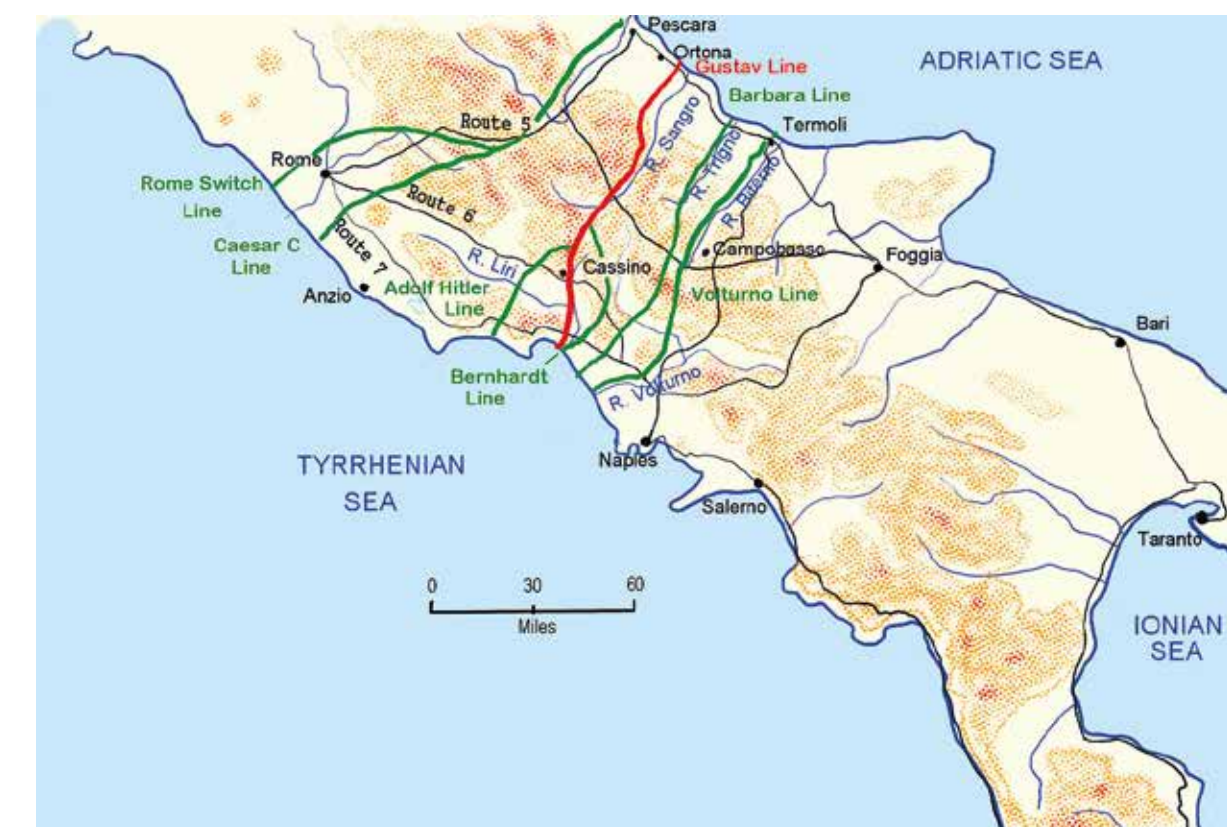 Pescara
Ortona
ADRIATIC SEA
Gustav Line
Barbara Line
Route 5
R. Sangro
Termoli
R. Trigno
Rome
R. Biferno
Rome Switch
Line
Route 6
Caesar C
Line
Route 7
R. Liri
Cassino
Campobasso
Foggia
Anzio
Adolf Hitler
Line
Volturno Line
Bari
Bernhardt
Line
R. Volturno
TYRRHENIAN
SEA
Naples
Salerno
Taranto
0 30 60
Miles
IONIAN
SEA